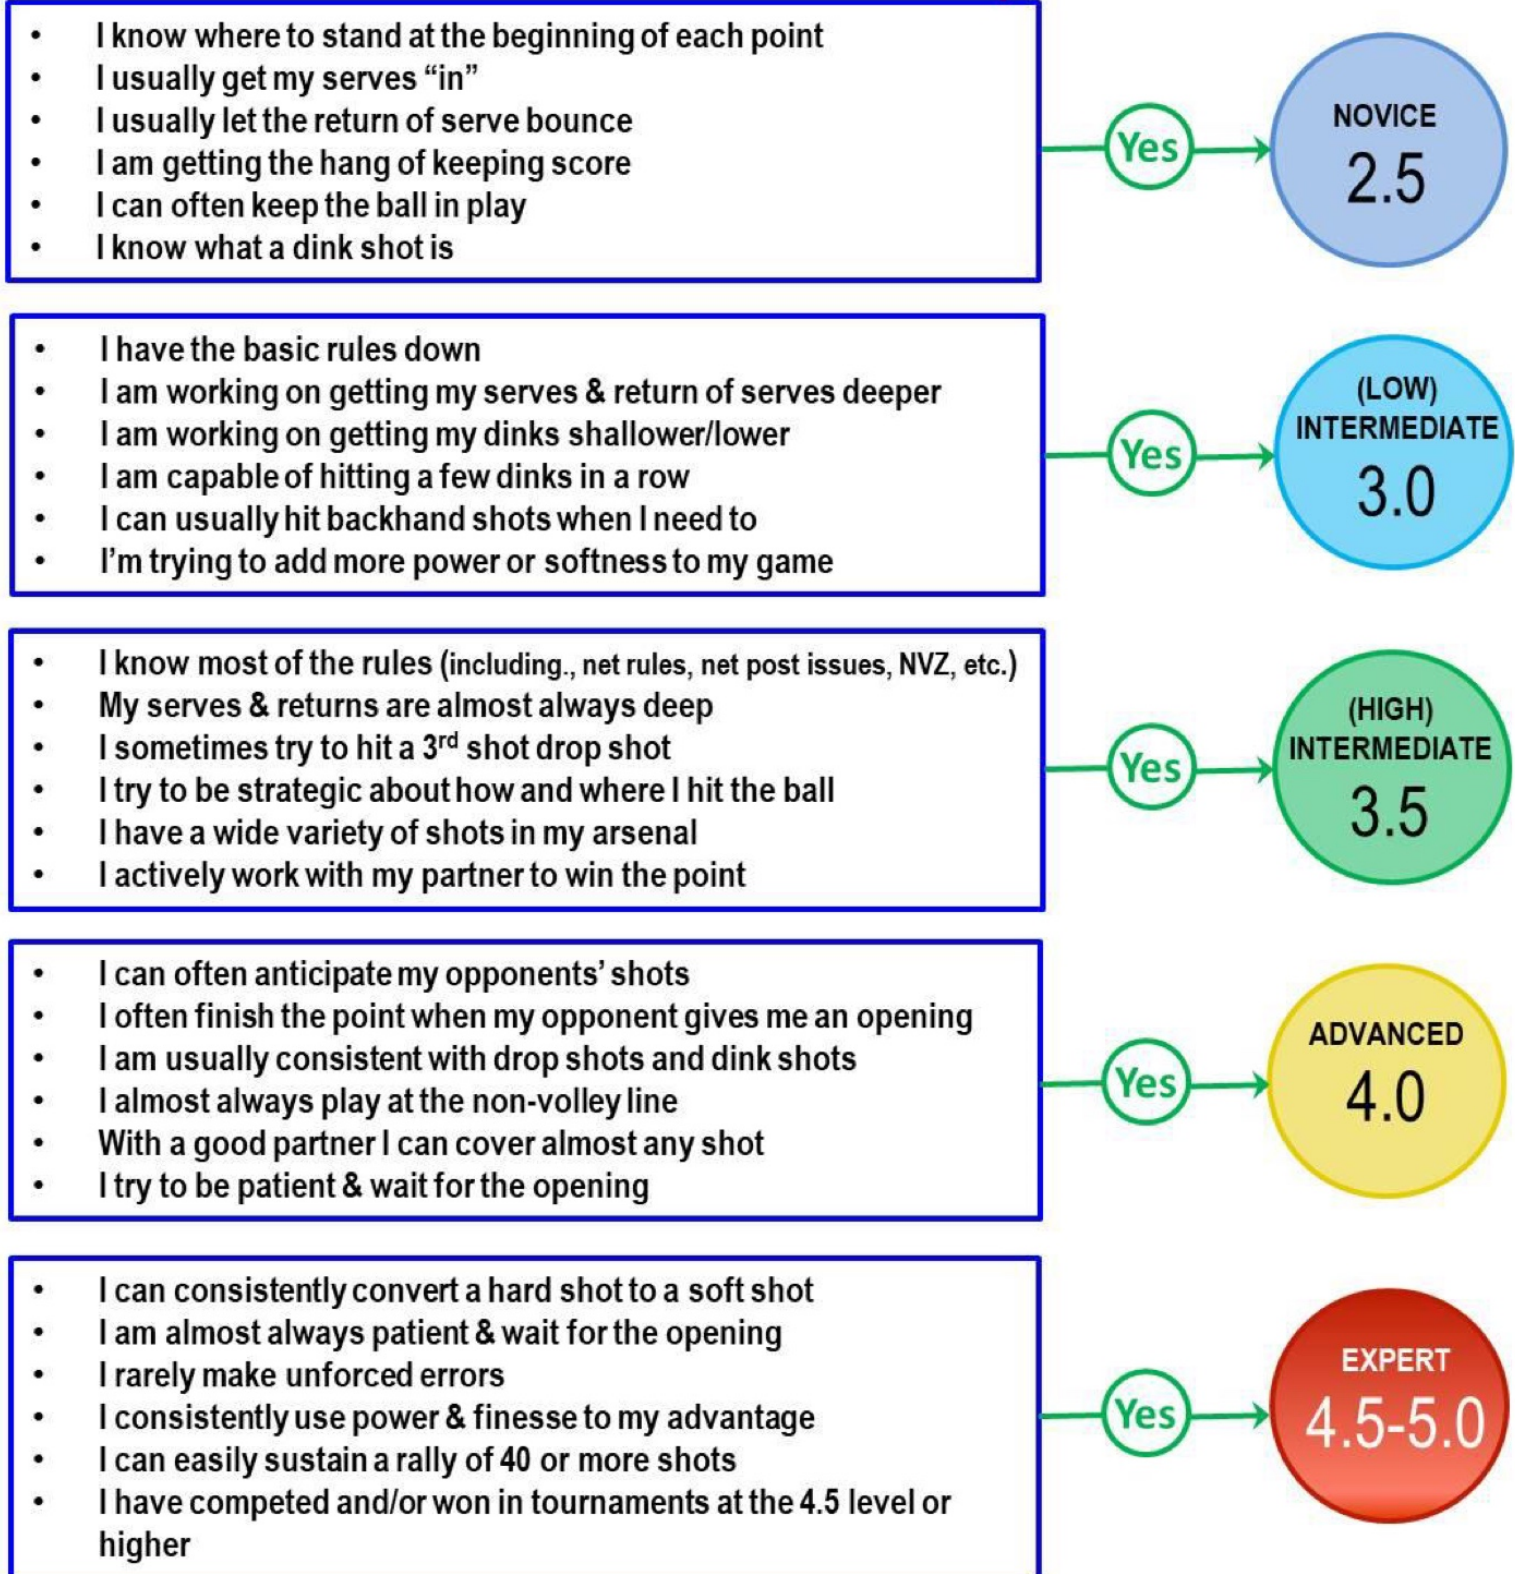 • I know where to stand at the beginning of each point
• I usually get my serves “in”
• I usually let the return of serve bounce
• I am getting the hang of keeping score
• I can often keep the ball in play
• I know what a dink shot is
Yes
NOVICE
2.5
• I have the basic rules down
• I am working on getting my serves & return of serves deeper
• I am working on getting my dinks shallower/lower
• I am capable of hitting a few dinks in a row
• I can usually hit backhand shots when I need to
• I’m trying to add more power or softness to my game
Yes
(LOW)
INTERMEDIATE
3.0
• I know most of the rules (including., net rules, net post issues, NVZ, etc.)
• My serves & returns are almost always deep
• I sometimes try to hit a 3rd shot drop shot
• I try to be strategic about how and where I hit the ball
• I have a wide variety of shots in my arsenal
• I actively work with my partner to win the point
Yes
(HIGH)
INTERMEDIATE
3.5
• I can often anticipate my opponents’ shots
• I often finish the point when my opponent gives me an opening
• I am usually consistent with drop shots and dink shots
• I almost always play at the non-volley line
• With a good partner I can cover almost any shot
• I try to be patient & wait for the opening
Yes
ADVANCED
4.0
• I can consistently convert a hard shot to a soft shot
• I am almost always patient & wait for the opening
• I rarely make unforced errors
• I consistently use power & finesse to my advantage
• I can easily sustain a rally of 40 or more shots
• I have competed and/or won in tournaments at the 4.5 level or
higher
Yes
EXPERT
4.5-5.0